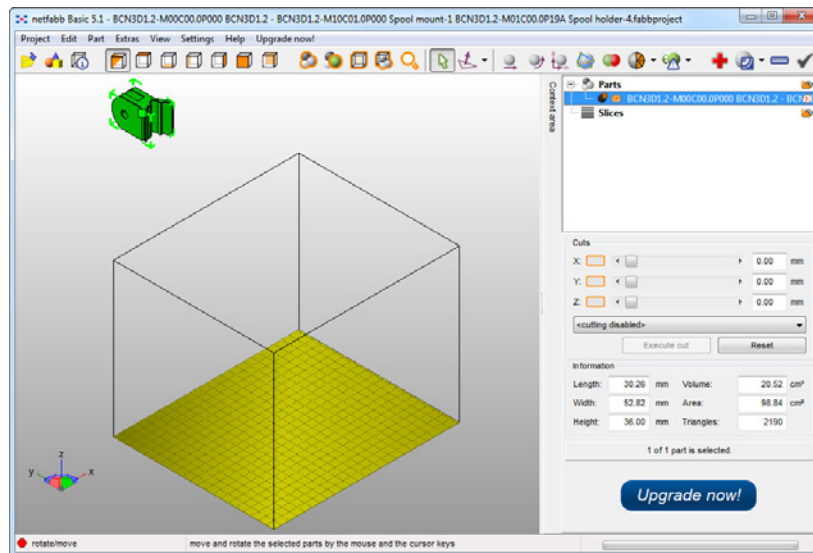 netfabb Basic 5.1 - BCN3D1.2-M00C00.0P000 BCN3D1.2 - BCN3D1.2-M10C01.0P000 Spool mount-1 BCN3D1.2-M01C00.0P19A Spool holder-4.fabbproject
Project Edit Part Extras View Settings Help Upgrade now!
Context area
Parts
BCN3D1.2-M00C00.0P000 BCN3D1.2 - BCN3
Slices
Cuts
X: 0.00 mm
Y: 0.00 mm
Z: 0.00 mm
<cutting disabled>
Execute cut Reset
Information
Length: 30.26 mm Volume: 20.52 cm³
Width: 52.82 mm Area: 98.84 cm²
Height: 36.00 mm Triangles: 2190
1 of 1 part is selected.
Upgrade now!
z
y x
rotate/move move and rotate the selected parts by the mouse and the cursor keys